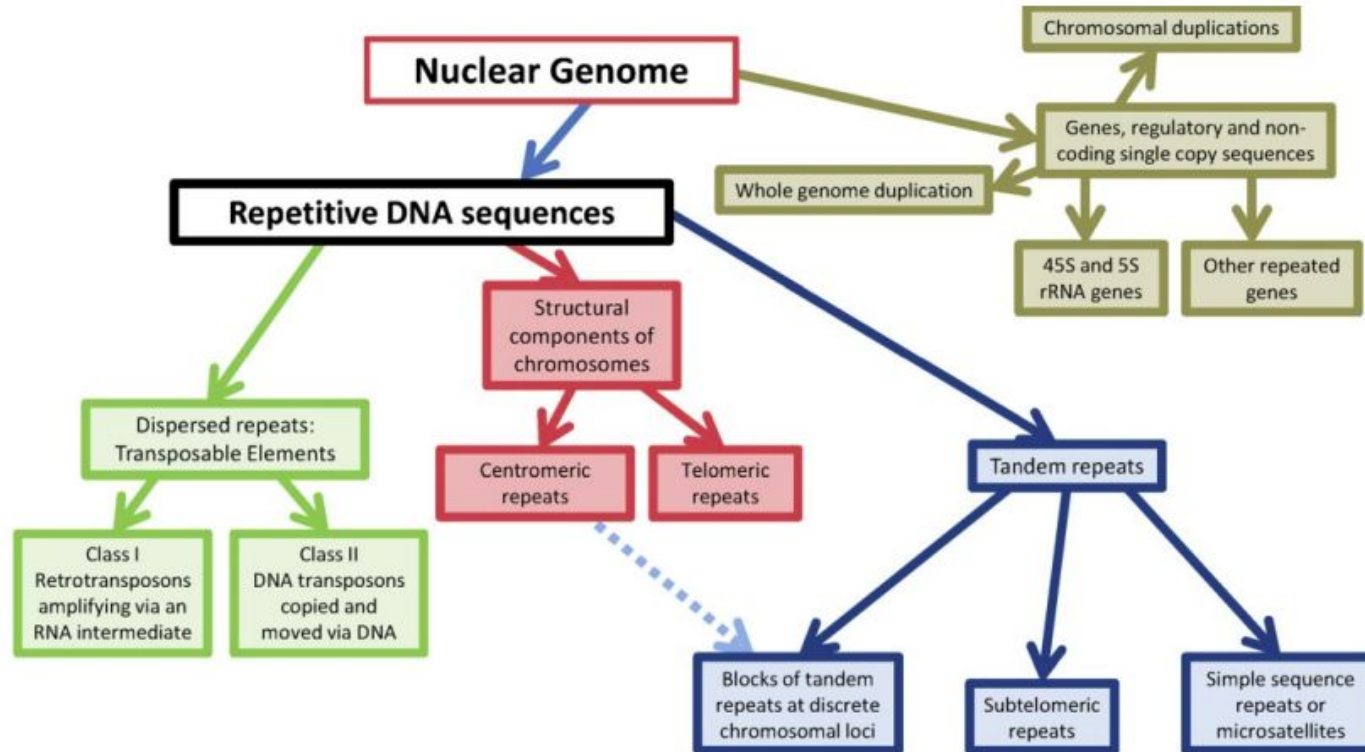 Nuclear Genome
Chromosomal duplications
Genes, regulatory and non-
coding single copy sequences
Whole genome duplication
Repetitive DNA sequences
45S and 5S
rRNA genes
Other repeated
genes
Structural
components of
chromosomes
Dispersed repeats:
Transposable Elements
Centromeric
repeats
Telomeric
repeats
Tandem repeats
Class I
Retrotransposons
amplifying via an
RNA intermediate
Class II
DNA transposons
copied and
moved via DNA
Blocks of tandem
repeats at discrete
chromosomal loci
Subtelomeric
repeats
Simple sequence
repeats or
microsatellites